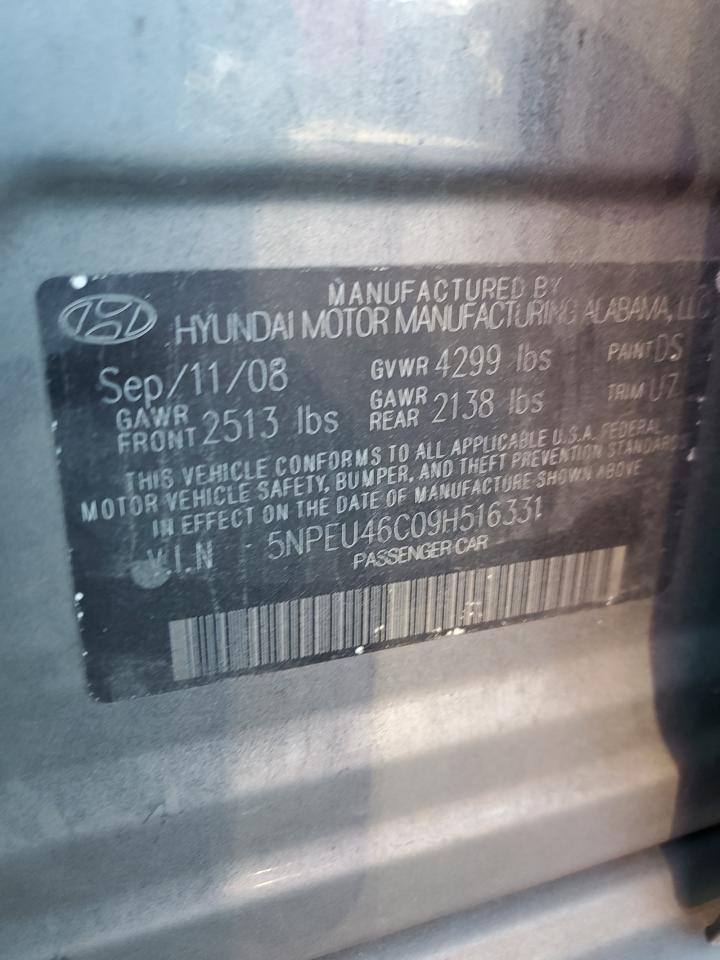 MANUFACTURED BY
HYUNDAI MOTOR MANUFACTURING ALABAMA, LLC
Sep/11/08 GVWR 4299 lbs PAINT DS
GAWR FRONT 2513 lbs GAWR REAR 2138 lbs TRIM UZ
THIS VEHICLE CONFORMS TO ALL APPLICABLE U.S.A. FEDERAL
MOTOR VEHICLE SAFETY, BUMPER, AND THEFT PREVENTION STANDARDS
IN EFFECT ON THE DATE OF MANUFACTURE SHOWN ABOVE
V.I.N 5NPEU46C09H516331
PASSENGER CAR